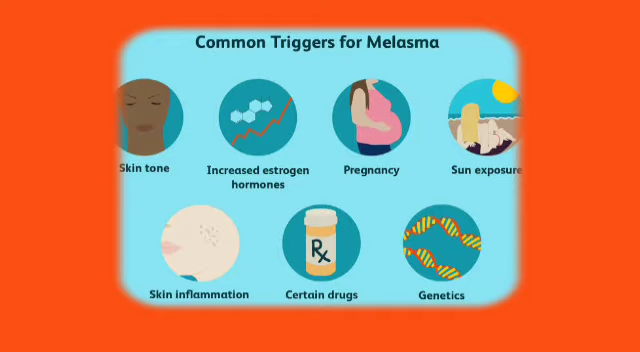 Common Triggers for Melasma
Skin tone
Increased estrogen
hormones
Pregnancy
Sun exposure
Rx
Skin inflammation
Certain drugs
Genetics